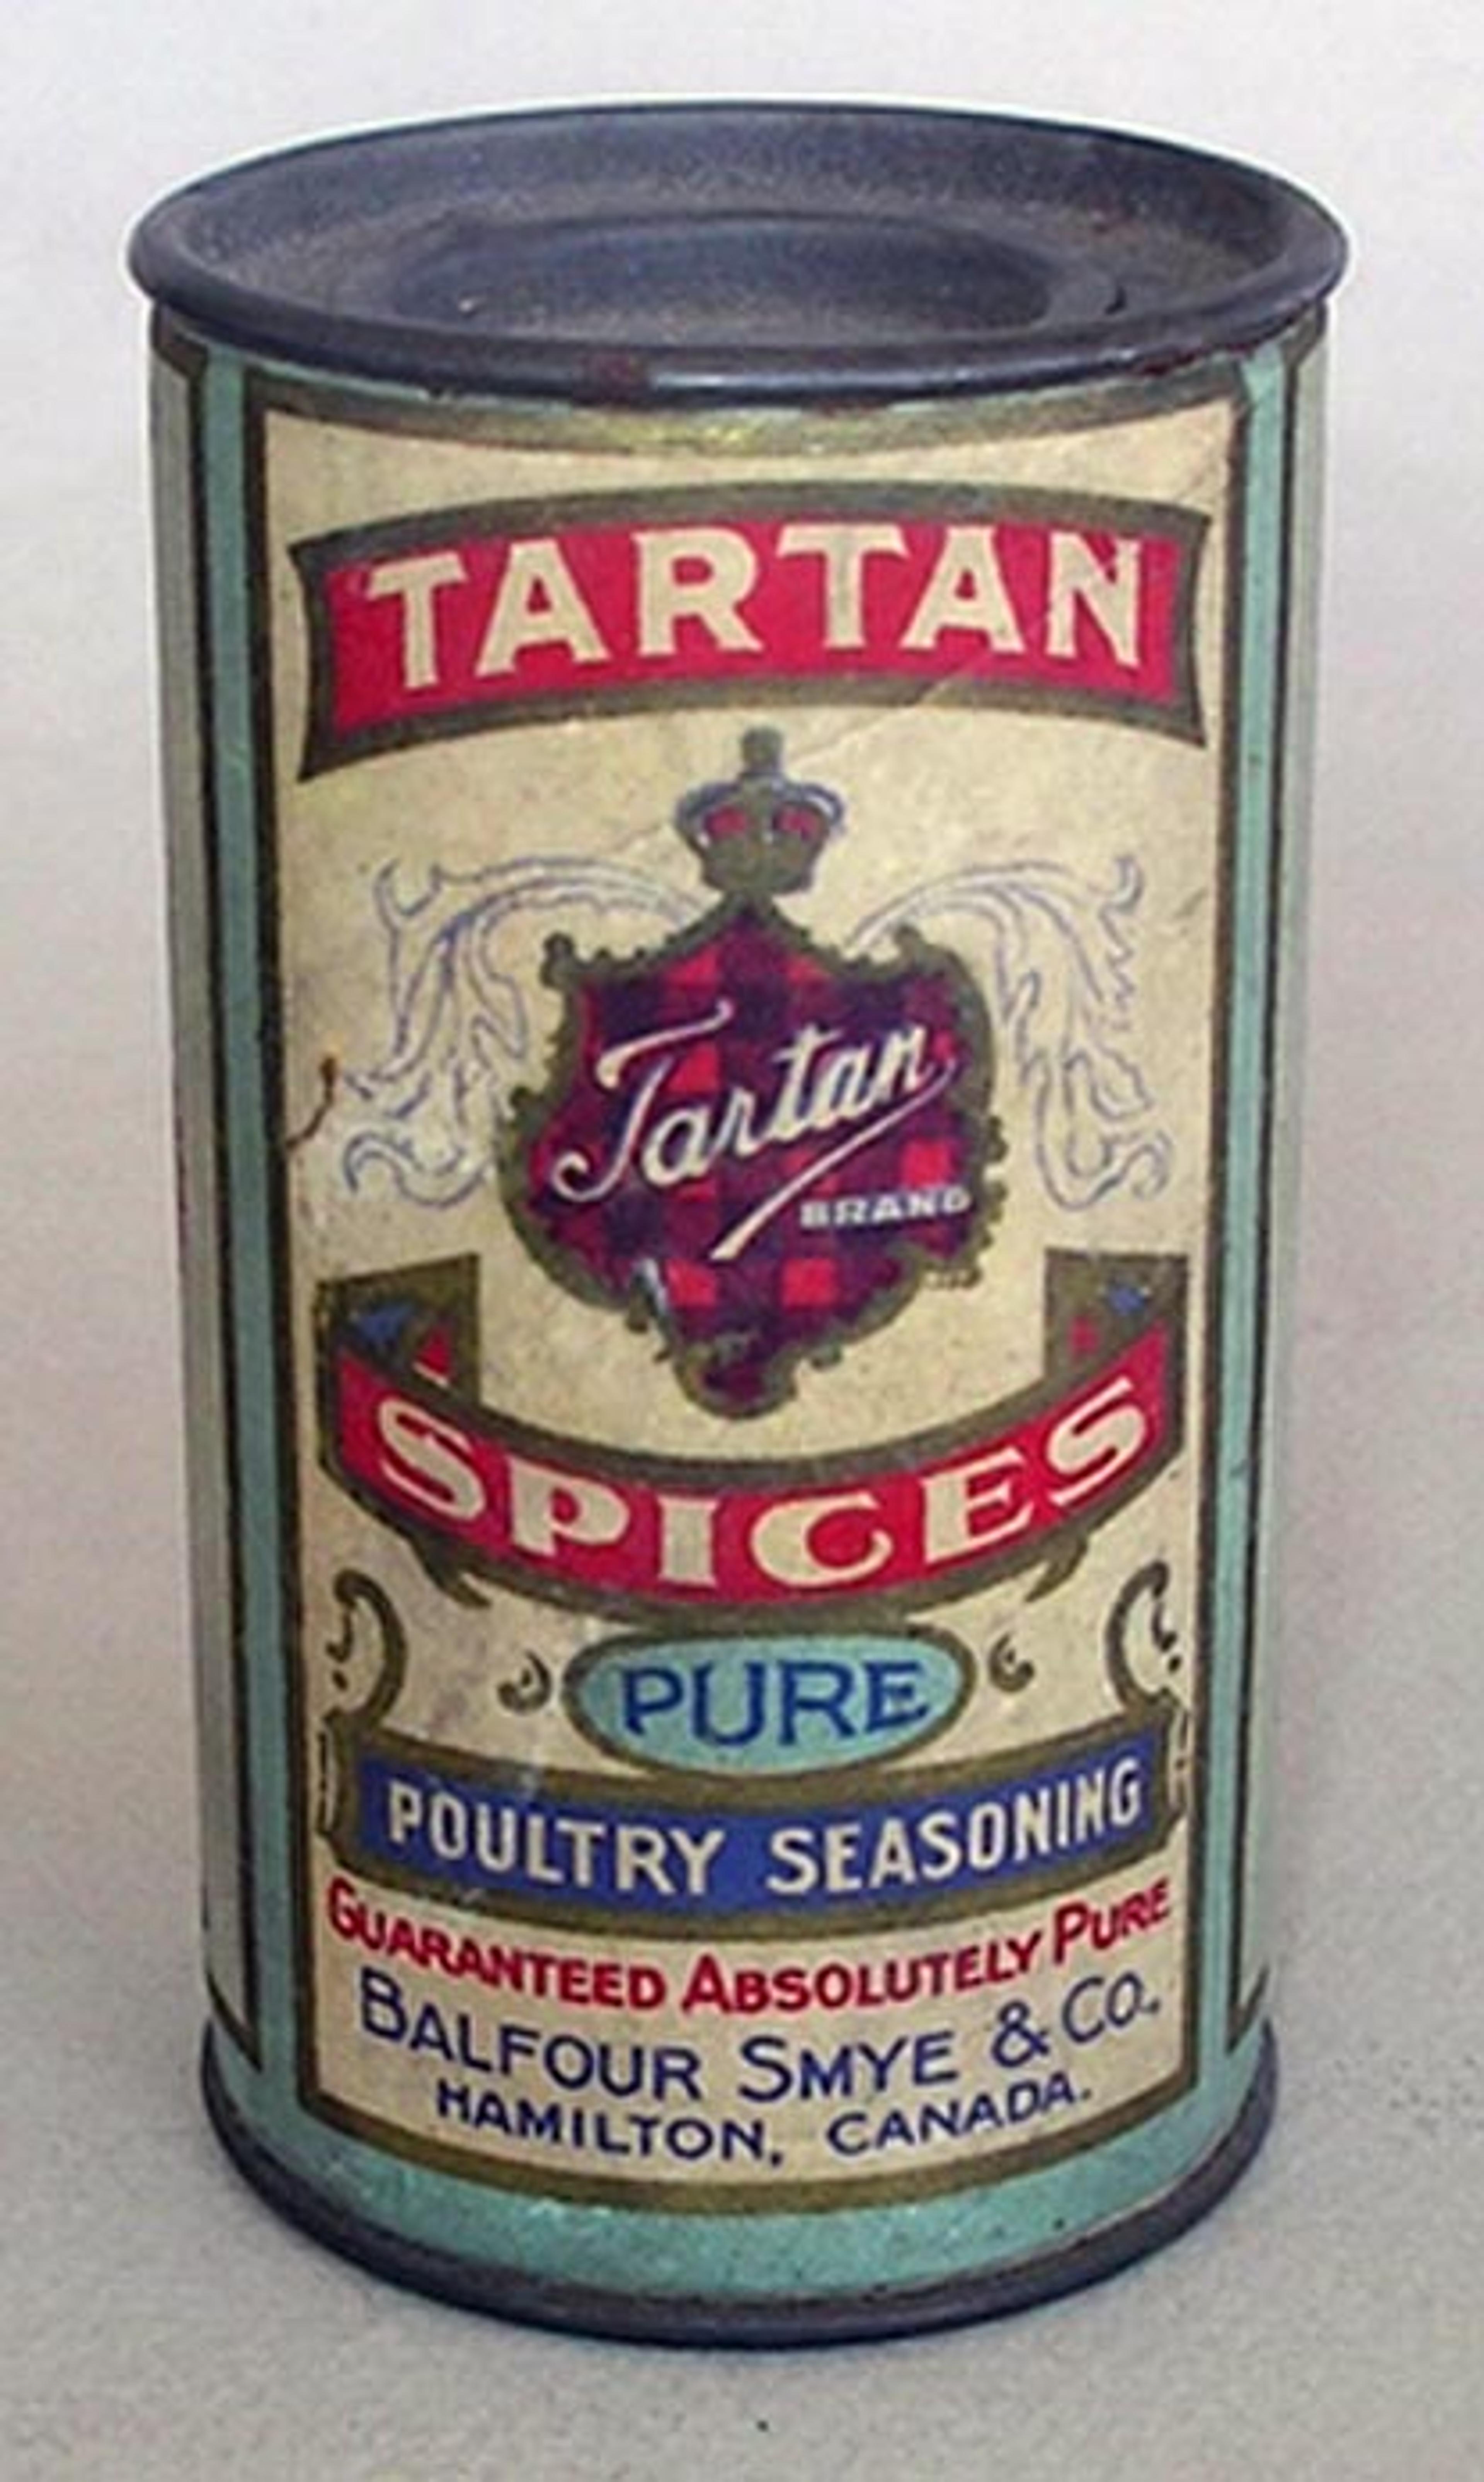 TARTAN
Tartan
BRAND
SPICES
PURE
POULTRY SEASONING
GUARANTEED ABSOLUTELY PURE
BALFOUR SMYE & CO.
HAMILTON, CANADA.